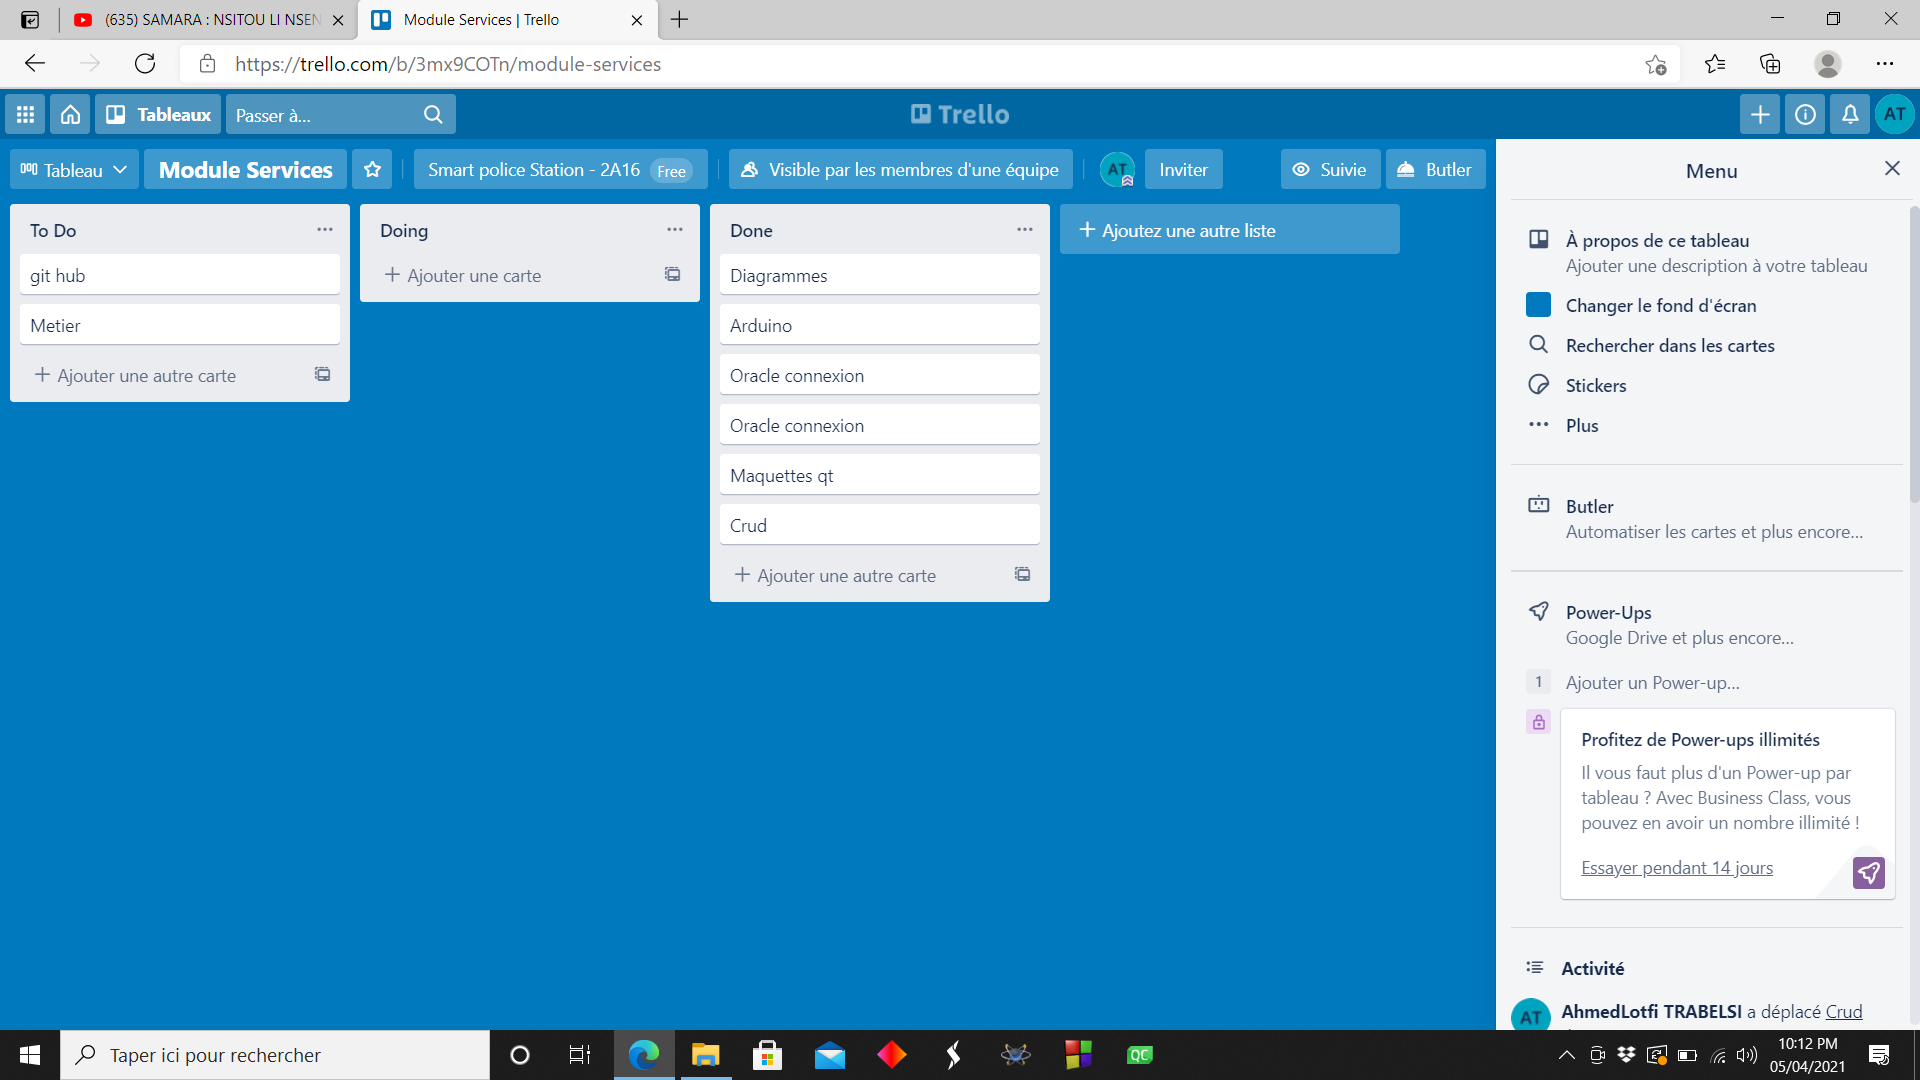 (635) SAMARA : NSITOU LI NSEN
Module Services | Trello
https://trello.com/b/3mx9COTn/module-services
Tableaux
Passer à...
Trello
AT
Tableau
Module Services
Smart police Station - 2A16 Free
Visible par les membres d'une équipe
AT
Inviter
Suivie
Butler
To Do
git hub
Metier
Ajouter une autre carte
Doing
Ajouter une carte
Done
Diagrammes
Arduino
Oracle connexion
Oracle connexion
Maquettes qt
Crud
Ajouter une autre carte
Ajoutez une autre liste
Menu
À propos de ce tableau
Ajouter une description à votre tableau
Changer le fond d'écran
Rechercher dans les cartes
Stickers
Plus
Butler
Automatiser les cartes et plus encore...
Power-Ups
Google Drive et plus encore...
1 Ajouter un Power-up...
Profitez de Power-ups illimités
Il vous faut plus d'un Power-up par
tableau ? Avec Business Class, vous
pouvez en avoir un nombre illimité !
Essayer pendant 14 jours
Activité
AT
AhmedLotfi TRABELSI a déplacé Crud
Taper ici pour rechercher
QC
10:12 PM
05/04/2021